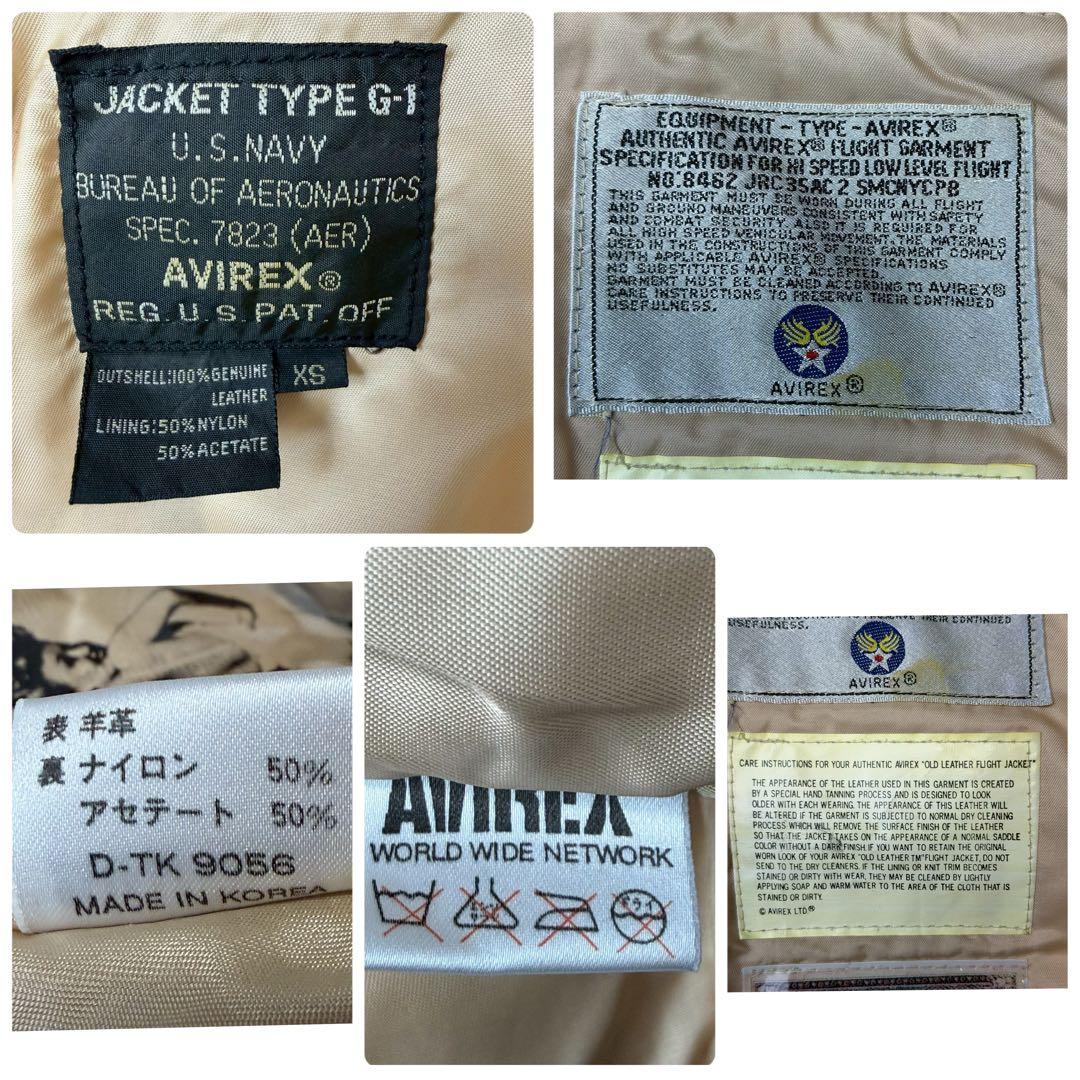 JACKET TYPE G-1
U.S.NAVY
BUREAU OF AERONAUTICS
SPEC. 7823 (AER)
AVIREX®
REG. U.S. PAT. OFF
OUTSHELL:100% GENUINE
LEATHER
LINING:50% NYLON
50% ACETATE
XS
EQUIPMENT - TYPE - AVIREX®
AUTHENTIC AVIREX® FLIGHT GARMENT
SPECIFICATION FOR HI SPEED LOW LEVEL FLIGHT
NO.8462 JRC35AC2 SMCNYCP8
THIS GARMENT MUST BE WORN DURING ALL FLIGHT
AND GROUND MANEUVERS CONSISTENT WITH SAFETY
AND COMBAT SECURITY. ALSO IT IS REQUIRED FOR
ALL HIGH SPEED VEHICULAR MOVEMENT. THE MATERIALS
USED IN THE CONSTRUCTIONS OF THIS GARMENT COMPLY
WITH APPLICABLE AVIREX® SPECIFICATIONS
NO SUBSTITUTES MAY BE ACCEPTED.
GARMENT MUST BE CLEANED ACCORDING TO AVIREX®
CARE INSTRUCTIONS TO PRESERVE THEIR CONTINUED
USEFULNESS.
AVIREX®
表 羊革
裏 ナイロン 50%
アセテート 50%
D-TK 9056
MADE IN KOREA
AVIREX
WORLD WIDE NETWORK
ドライ
TO PRESERVE THEIR CONTINUED
USEFULNESS.
AVIREX®
CARE INSTRUCTIONS FOR YOUR AUTHENTIC AVIREX "OLD LEATHER FLIGHT JACKET"
THE APPEARANCE OF THE LEATHER USED IN THIS GARMENT IS CREATED
BY A SPECIAL HAND TANNING PROCESS AND IS DESIGNED TO LOOK
OLDER WITH EACH WEARING. THE APPEARANCE OF THIS LEATHER WILL
BE ALTERED IF THE GARMENT IS SUBJECTED TO NORMAL DRY CLEANING
PROCESS WHICH WILL REMOVE THE SURFACE FINISH OF THE LEATHER
SO THAT THE JACKET TAKES ON THE APPEARANCE OF A NORMAL SADDLE
COLOR WITHOUT A DARK FINISH. IF YOU WANT TO RETAIN THE ORIGINAL
WORN LOOK OF YOUR AVIREX "OLD LEATHER TM" FLIGHT JACKET, DO NOT
SEND TO THE DRY CLEANERS. IF THE LINING OR KNIT TRIM BECOMES
STAINED OR DIRTY WITH WEAR, THEY MAY BE CLEANED BY LIGHTLY
APPLYING SOAP AND WARM WATER TO THE AREA OF THE CLOTH THAT IS
STAINED OR DIRTY.
© AVIREX LTD®